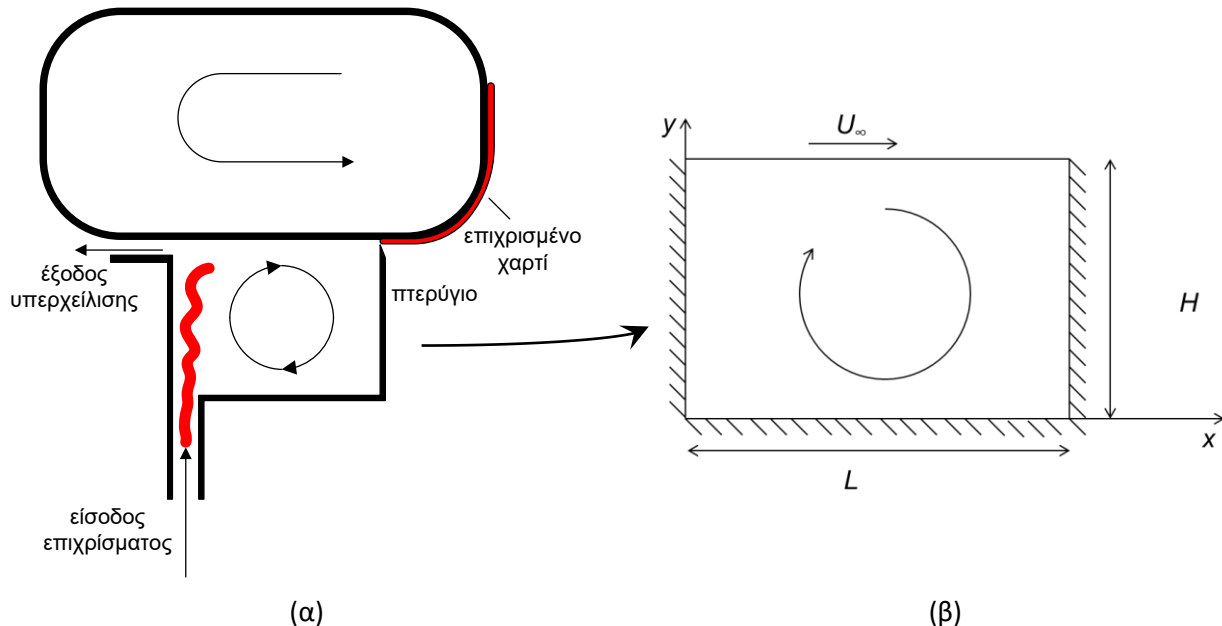 επιχρισμένο
χαρτί
έξοδος
υπερχείλισης
πτερύγιο
είσοδος
επιχρίσματος
(α)
y
U∞
H
x
L
(β)